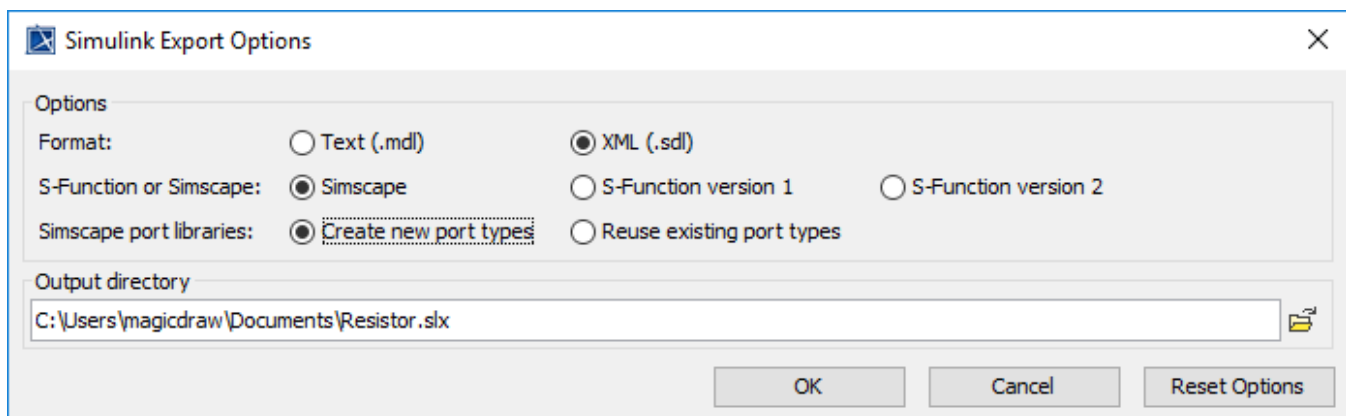 Simulink Export Options
Options
Format: Text (.mdl) XML (.sdl)
S-Function or Simscape: Simscape S-Function version 1 S-Function version 2
Simscape port libraries: Create new port types Reuse existing port types
Output directory
C:\Users\magicdraw\Documents\Resistor.slx
OK Cancel Reset Options